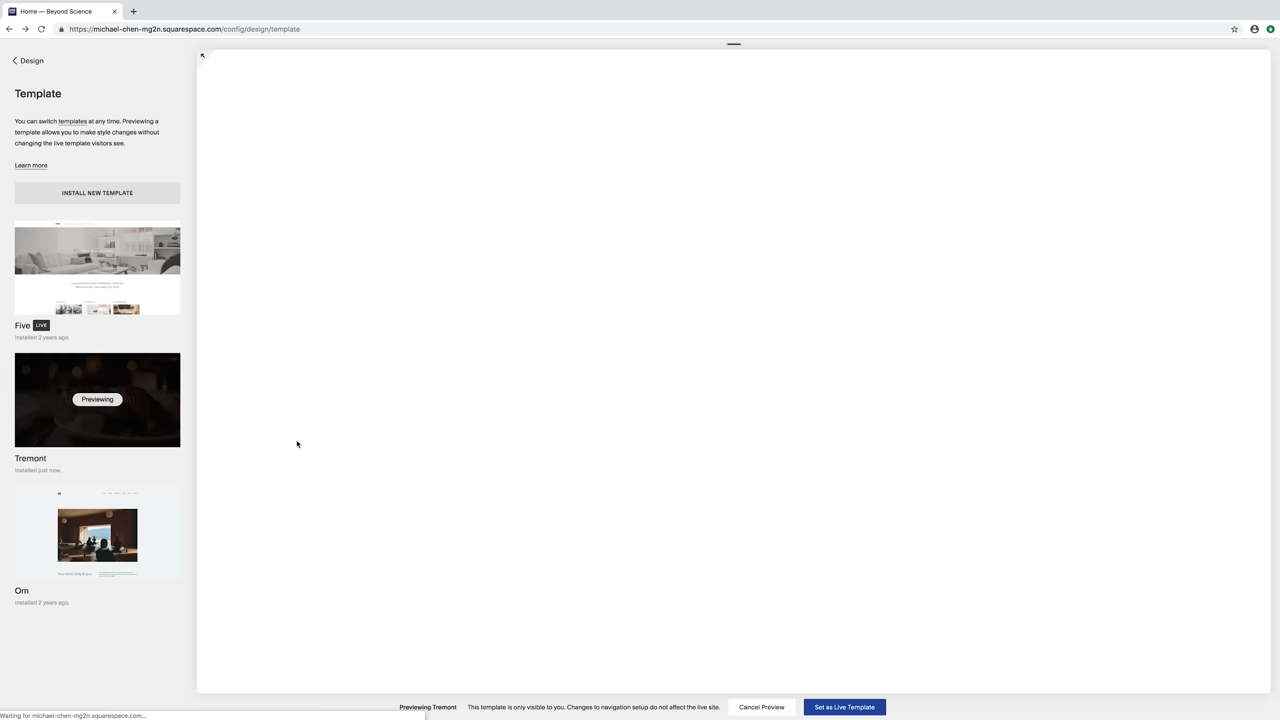 Home — Beyond Science
https://michael-chen-mg2n.squarespace.com/config/design/template
Design
Template
You can switch templates at any time. Previewing a
template allows you to make style changes without
changing the live template visitors see.
Learn more
INSTALL NEW TEMPLATE
Five LIVE
Installed 2 years ago.
Previewing
Tremont
Installed just now.
Om
Installed 2 years ago.
Previewing Tremont This template is only visible to you. Changes to navigation setup do not affect the live site. Cancel Preview Set as Live Template
Waiting for michael-chen-mg2n.squarespace.com...